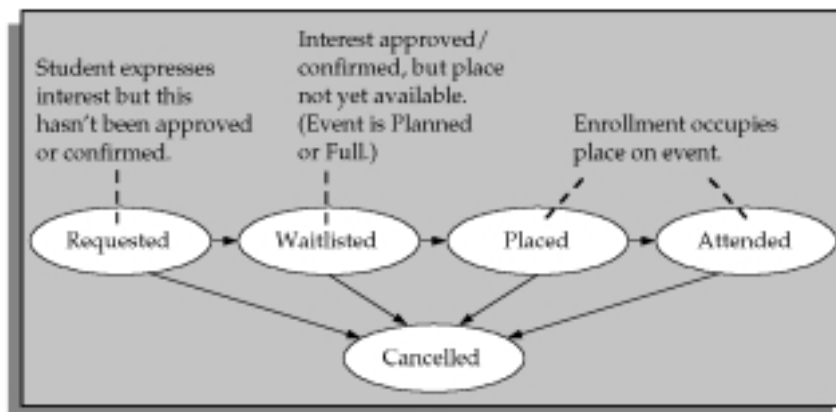 Student expresses
interest but this
hasn't been approved
or confirmed.
Interest approved/
confirmed, but place
not yet available.
(Event is Planned
or Full.)
Enrollment occupies
place on event.
Requested
Waitlisted
Placed
Attended
Cancelled